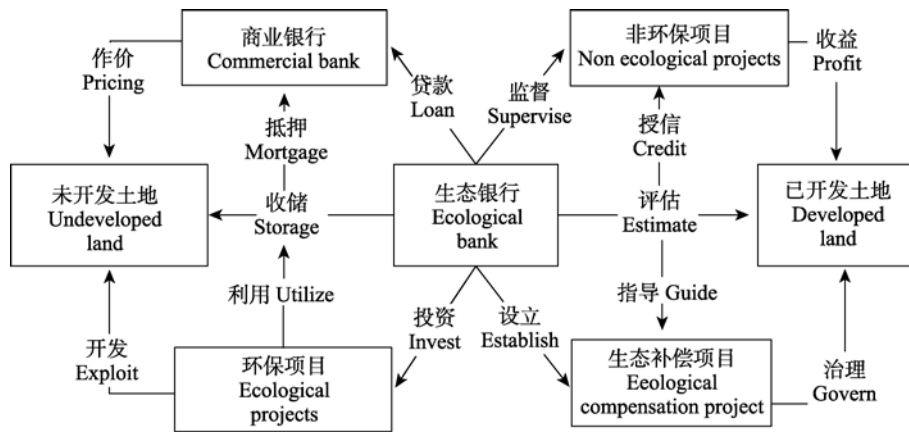 商业银行
Commercial bank
非环保项目
Non ecological projects
作价
Pricing
收益
Profit
贷款
Loan
监督
Supervise
抵押
Mortgage
授信
Credit
未开发土地
Undeveloped
land
收储
Storage
生态银行
Ecological
bank
评估
Estimate
已开发土地
Developed
land
利用 Utilize
指导 Guide
投资
Invest
设立
Establish
开发
Exploit
环保项目
Ecological
projects
生态补偿项目
Eeological
compensation project
治理
Govern